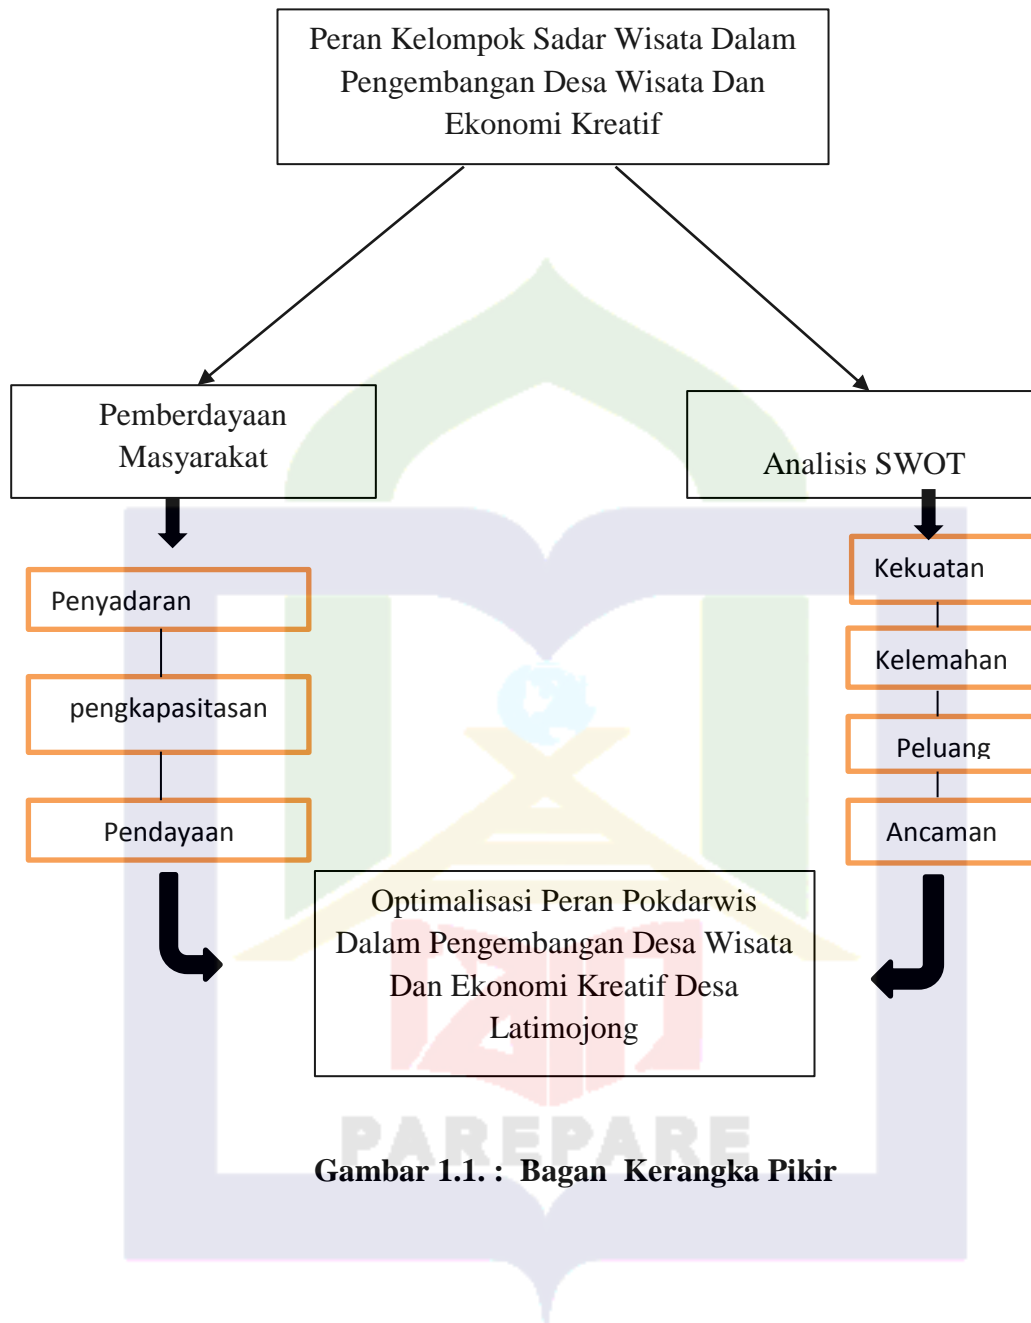 Peran Kelompok Sadar Wisata Dalam
Pengembangan Desa Wisata Dan
Ekonomi Kreatif
Pemberdayaan
Masyarakat
Analisis SWOT
Penyadaran
pengkapasitasan
Pendayaan
Kekuatan
Kelemahan
Peluang
Ancaman
Optimalisasi Peran Pokdarwis
Dalam Pengembangan Desa Wisata
Dan Ekonomi Kreatif Desa
Latimojong
PAREPARE
Gambar 1.1. : Bagan Kerangka Pikir